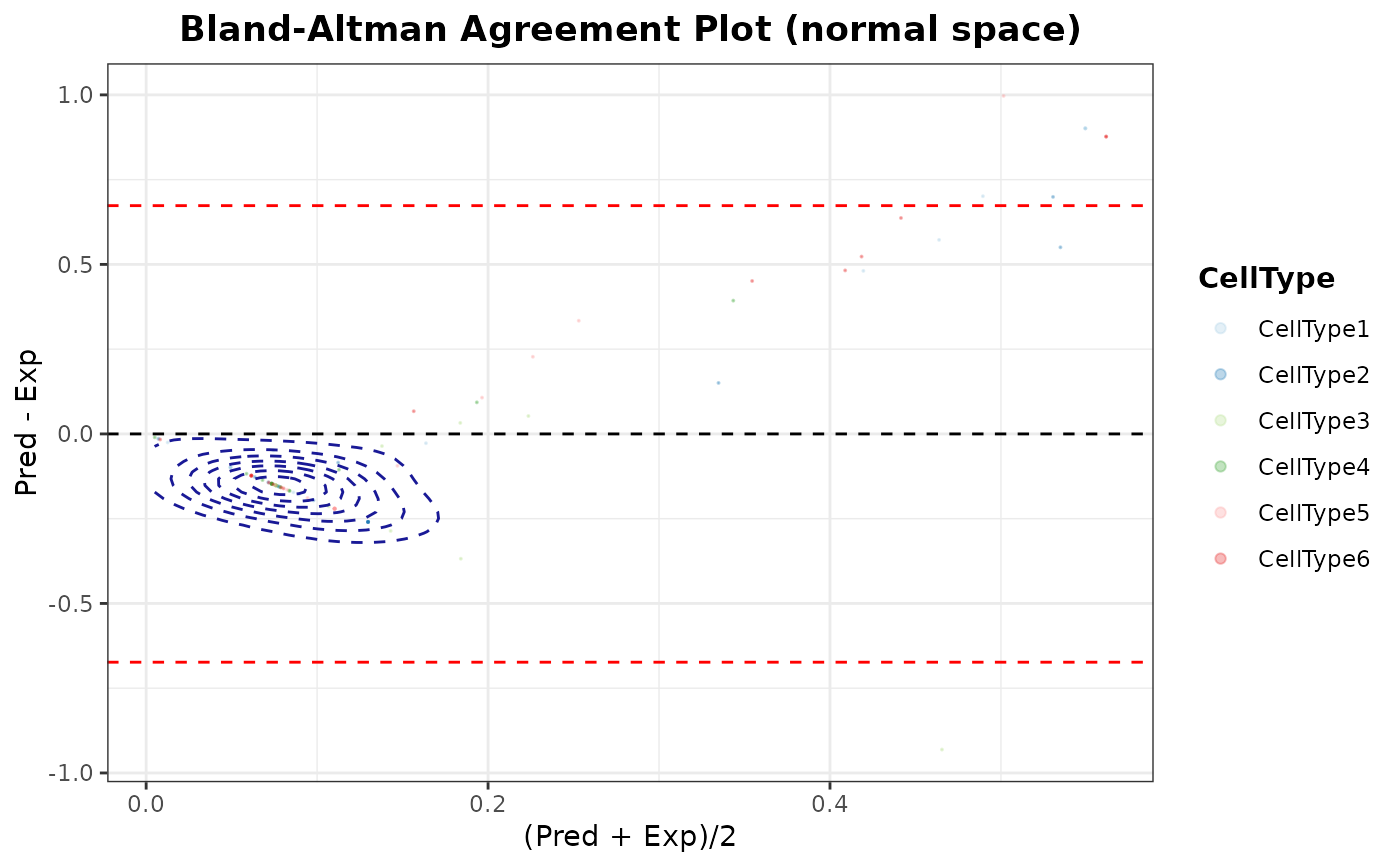 Bland-Altman Agreement Plot (normal space)
1.0
0.5
0.0
-0.5
-1.0
Pred - Exp
0.0 0.2 0.4
(Pred + Exp)/2
CellType
CellType1
CellType2
CellType3
CellType4
CellType5
CellType6